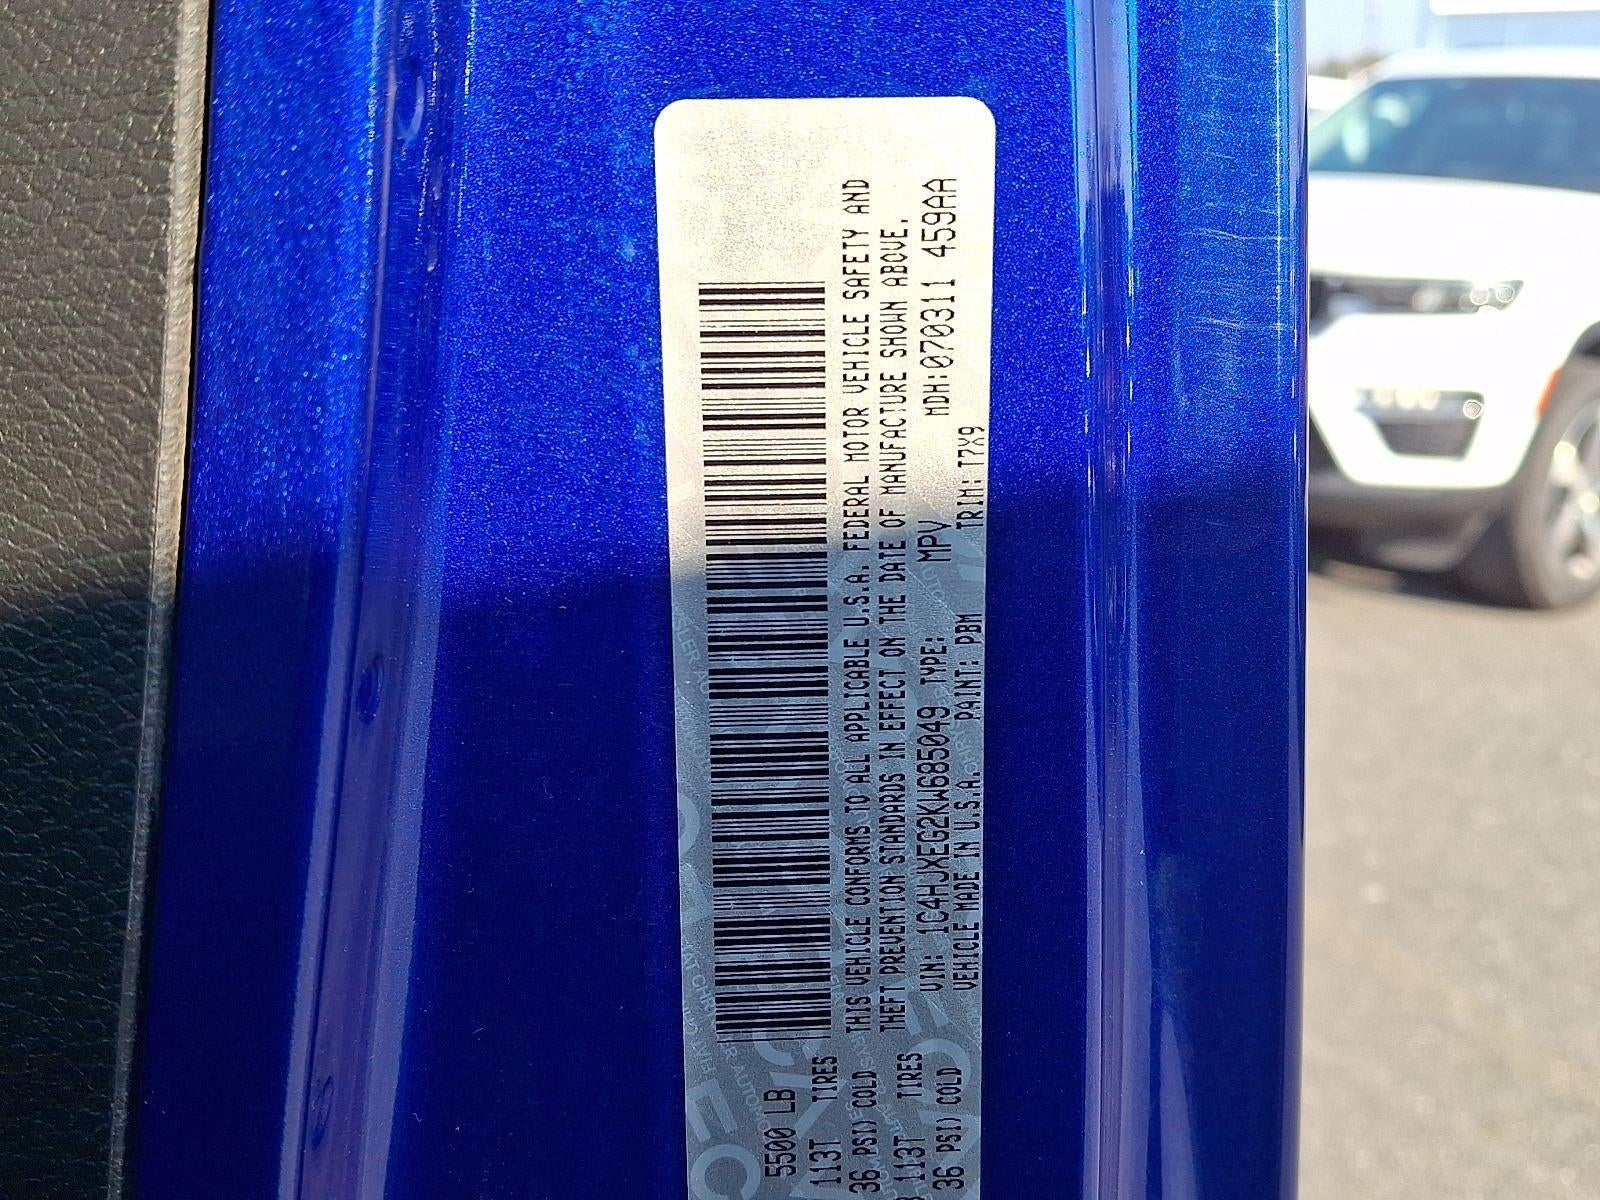 5500 LB
113T TIRES
36 PSI) COLD
THIS VEHICLE CONFORMS TO ALL APPLICABLE U.S.A. FEDERAL MOTOR VEHICLE SAFETY AND
THEFT PREVENTION STANDARDS IN EFFECT ON THE DATE OF MANUFACTURE SHOWN ABOVE.
113T TIRES
VIN: 1C4HJXEG2KW685049 TYPE: MPV MDH:070311 459AA
36 PSI) COLD
VEHICLE MADE IN U.S.A. PAINT: PBM TRIM: T7X9